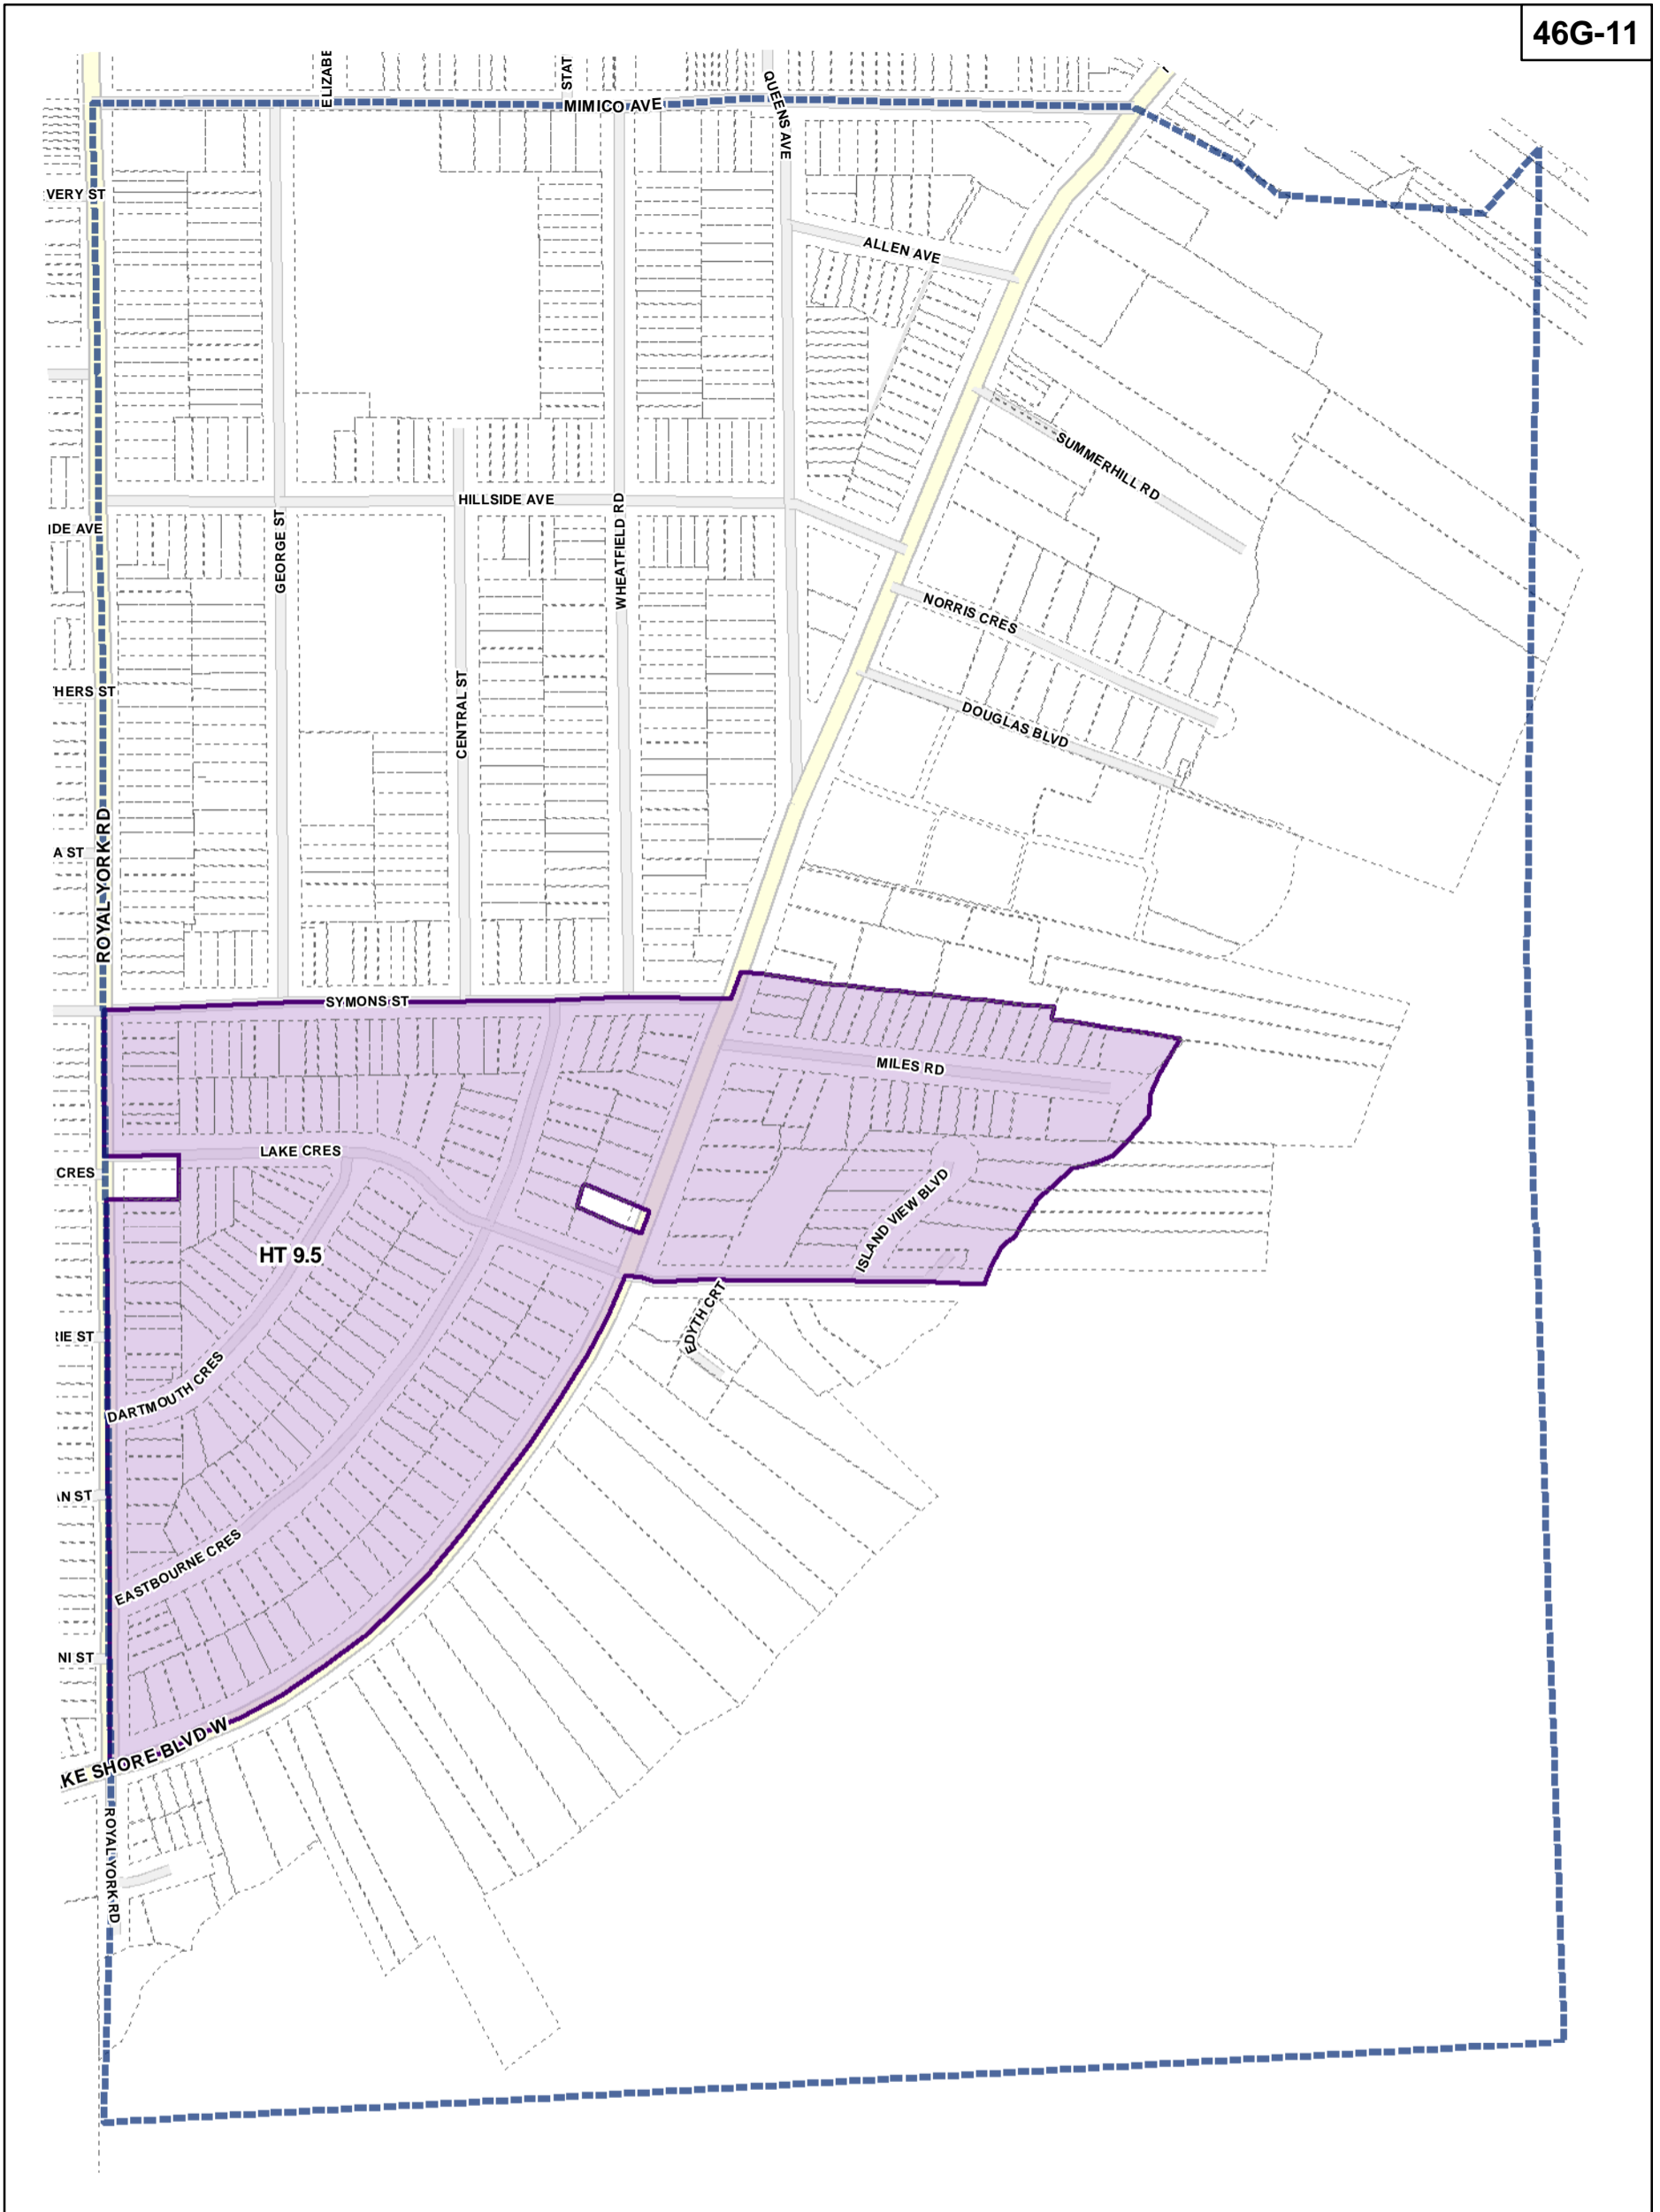 46G-11
ELIZABE
STAT
MIMICO AVE
QUEENS AVE
VERY ST
ALLEN AVE
SUMMERHILL RD
HILLSIDE AVE
IDE AVE
GEORGE ST
WHEATFIELD RD
NORRIS CRES
HERS ST
CENTRAL ST
DOUGLAS BLVD
A ST
ROYAL YORK RD
SYMONS ST
MILES RD
LAKE CRES
CRES
ISLAND VIEW BLVD
HT 9.5
EDYTH CRT
RIE ST
DARTMOUTH CRES
AN ST
EASTBOURNE CRES
NI ST
KE SHORE BLVD W
ROYAL YORK RD